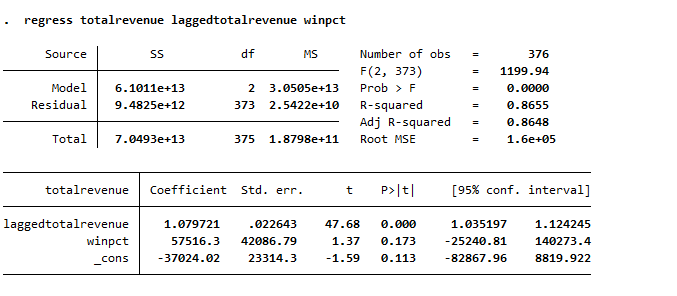 . regress totalrevenue laggedtotalrevenue winpct
Source SS df MS Number of obs = 376
F(2, 373) = 1199.94
Model 6.1011e+13 2 3.0505e+13 Prob > F = 0.0000
Residual 9.4825e+12 373 2.5422e+10 R-squared = 0.8655
Adj R-squared = 0.8648
Total 7.0493e+13 375 1.8798e+11 Root MSE = 1.6e+05
totalrevenue Coefficient Std. err. t P>|t| [95% conf. interval]
laggedtotalrevenue 1.079721 .022643 47.68 0.000 1.035197 1.124245
winpct 57516.3 42086.79 1.37 0.173 -25240.81 140273.4
_cons -37024.02 23314.3 -1.59 0.113 -82867.96 8819.922